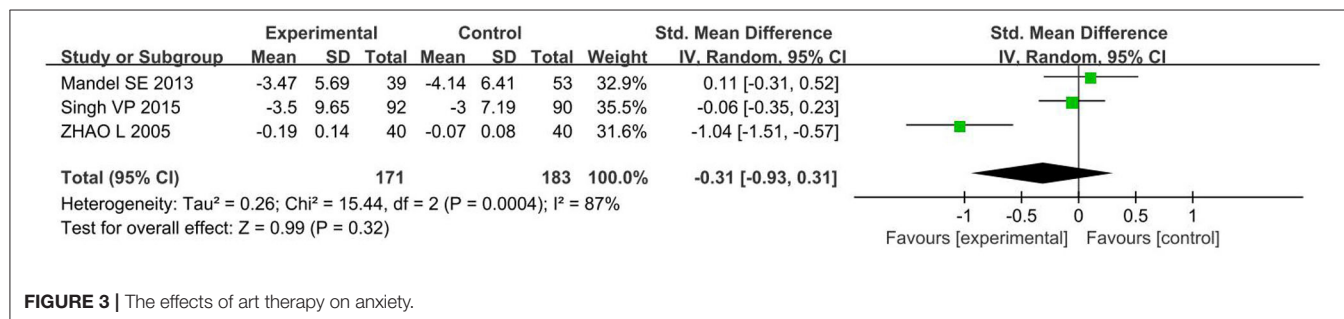 Experimental Control Std. Mean Difference Std. Mean Difference
Study or Subgroup Mean SD Total Mean SD Total Weight IV, Random, 95% CI IV, Random, 95% CI
Mandel SE 2013 -3.47 5.69 39 -4.14 6.41 53 32.9% 0.11 [-0.31, 0.52]
Singh VP 2015 -3.5 9.65 92 -3 7.19 90 35.5% -0.06 [-0.35, 0.23]
ZHAO L 2005 -0.19 0.14 40 -0.07 0.08 40 31.6% -1.04 [-1.51, -0.57]
Total (95% CI) 171 183 100.0% -0.31 [-0.93, 0.31]
Heterogeneity: Tau² = 0.26; Chi² = 15.44, df = 2 (P = 0.0004); I² = 87%
Test for overall effect: Z = 0.99 (P = 0.32)
-1 -0.5 0 0.5 1
Favours [experimental] Favours [control]
FIGURE 3 | The effects of art therapy on anxiety.